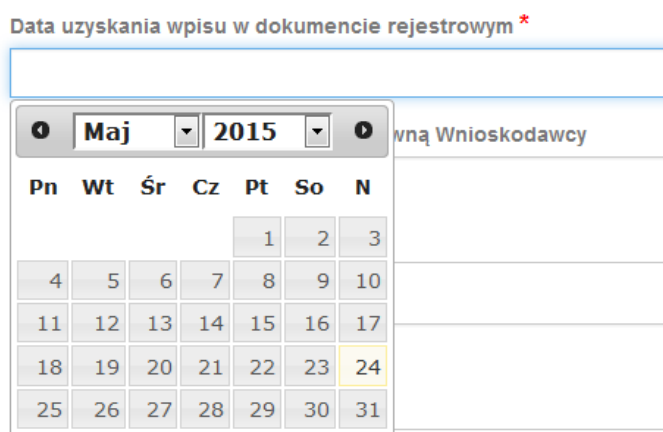 Data uzyskania wpisu w dokumencie rejestrowym *
Maj 2015
wną Wnioskodawcy
Pn Wt Śr Cz Pt So N
1 2 3
4 5 6 7 8 9 10
11 12 13 14 15 16 17
18 19 20 21 22 23 24
25 26 27 28 29 30 31